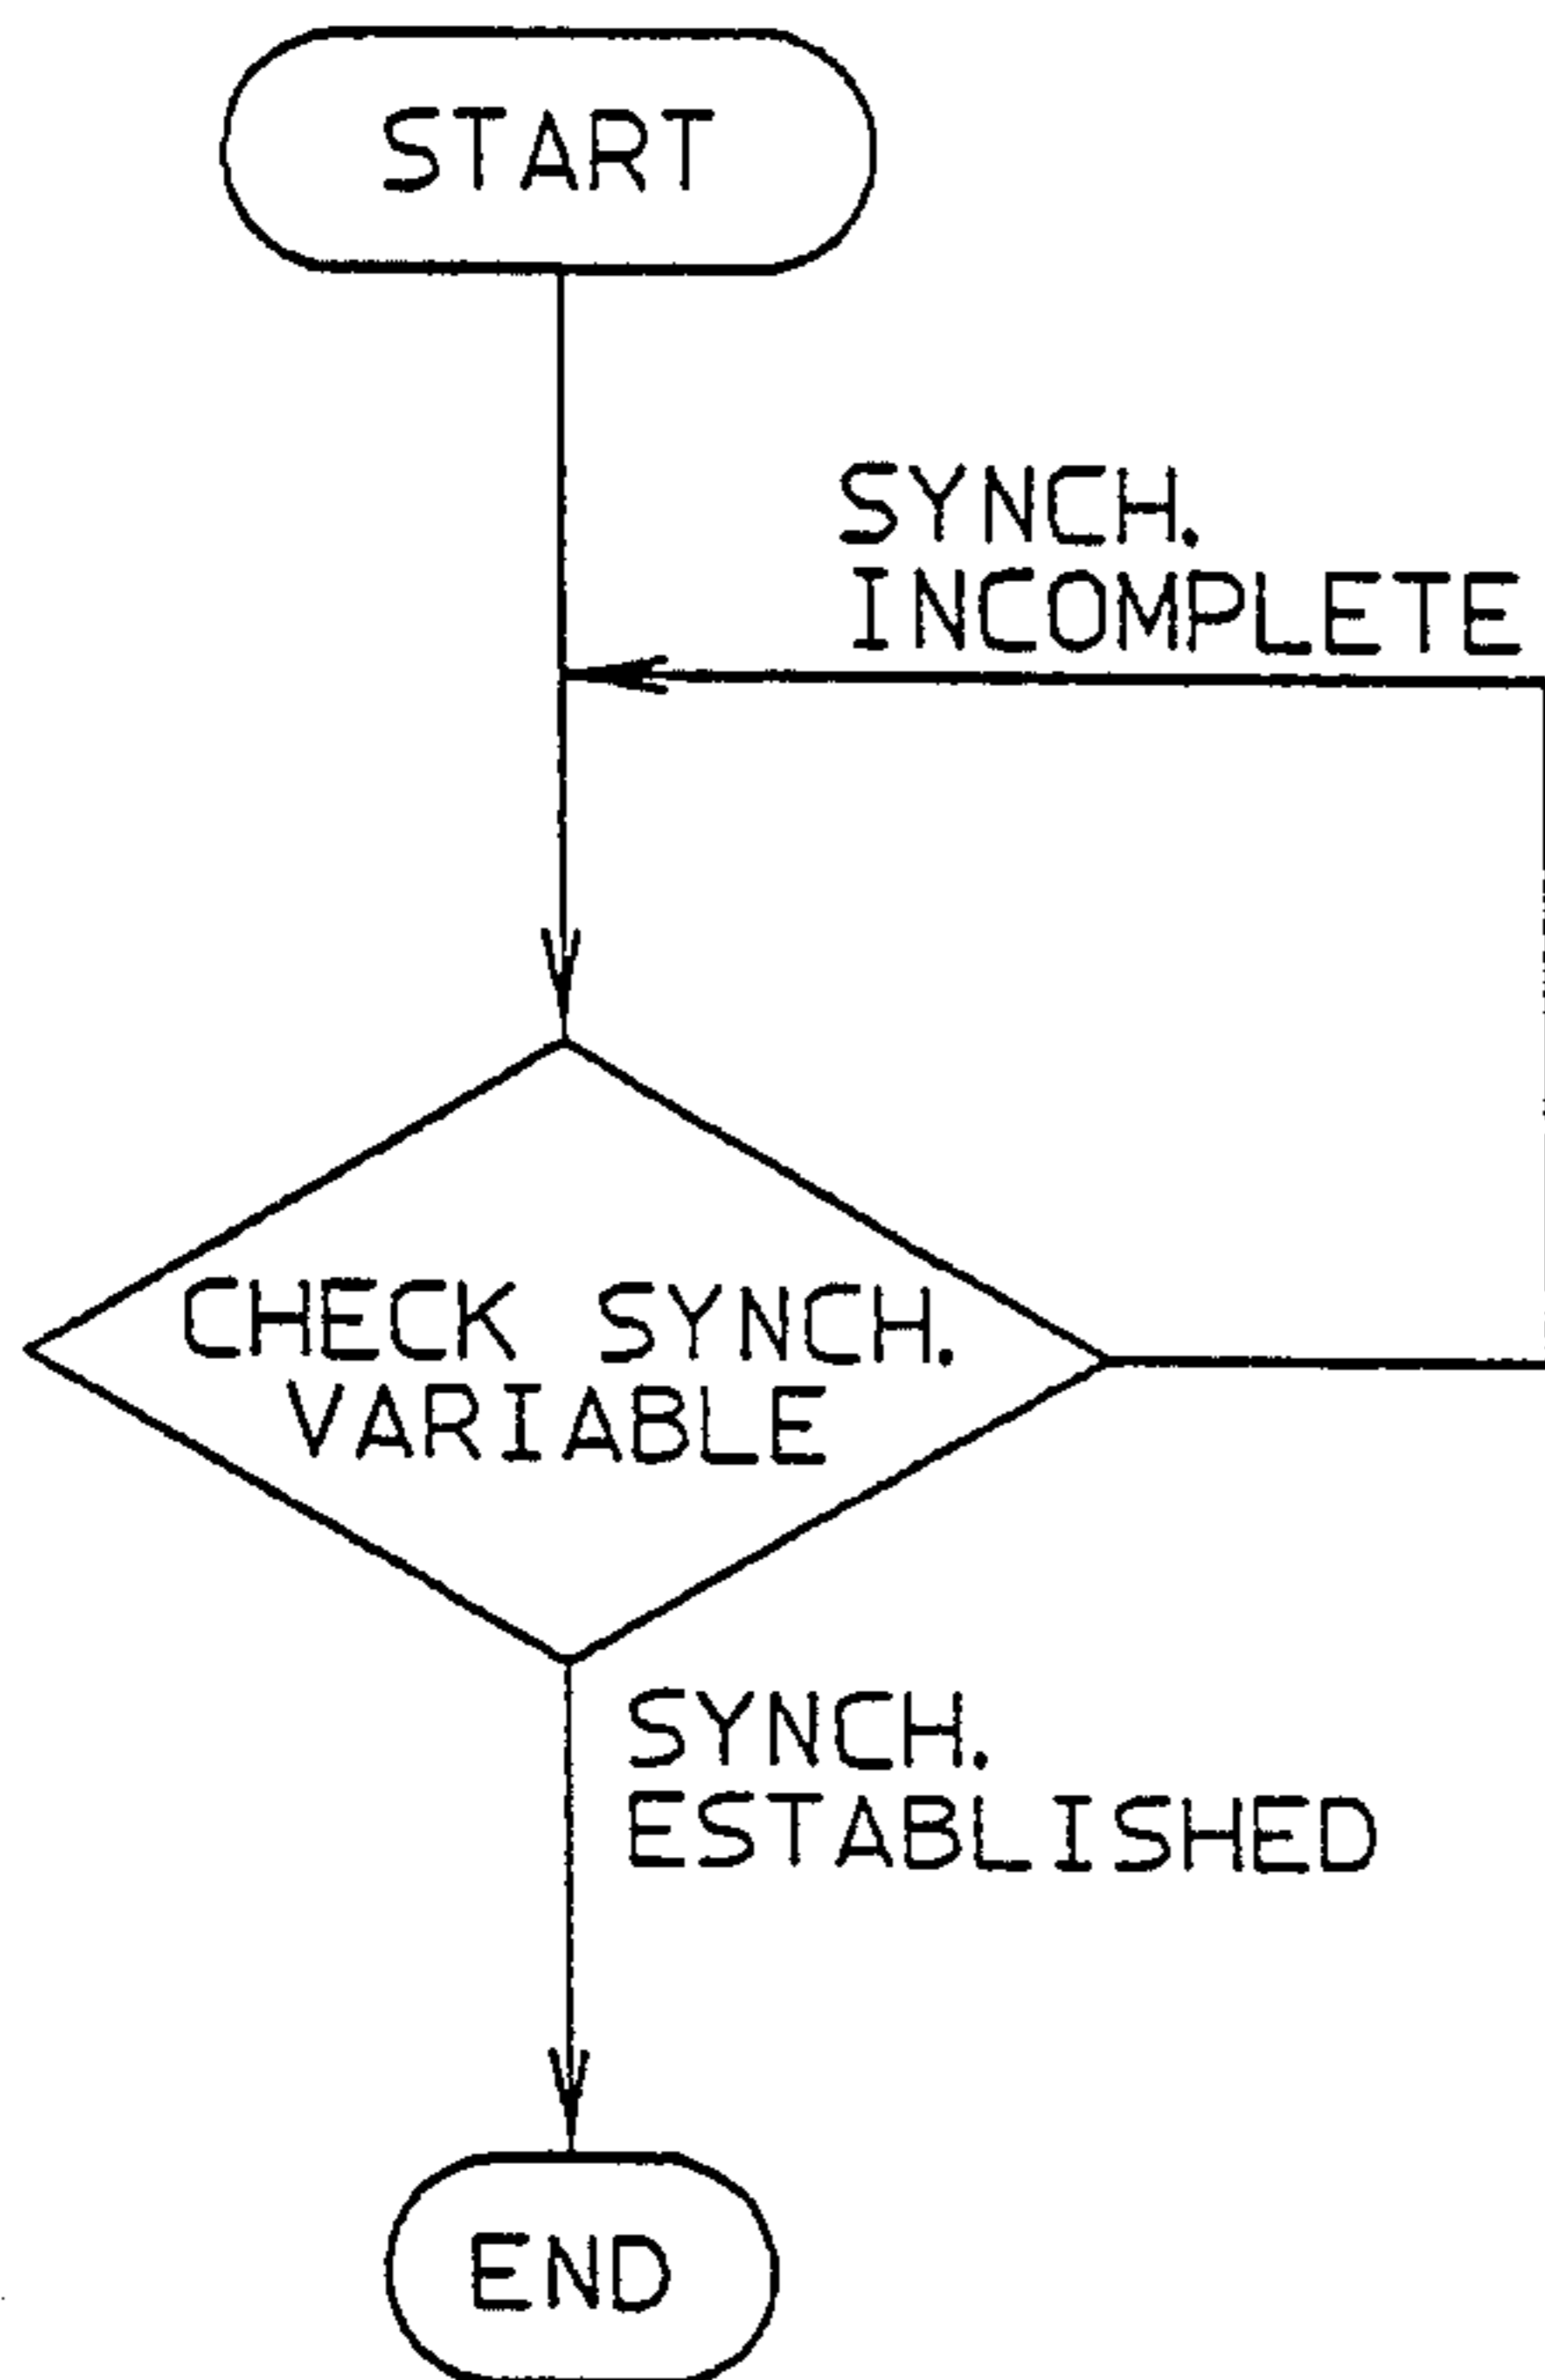 START
SYNCH.
INCOMPLETE
CHECK SYNCH.
VARIABLE
SYNCH.
ESTABLISHED
END